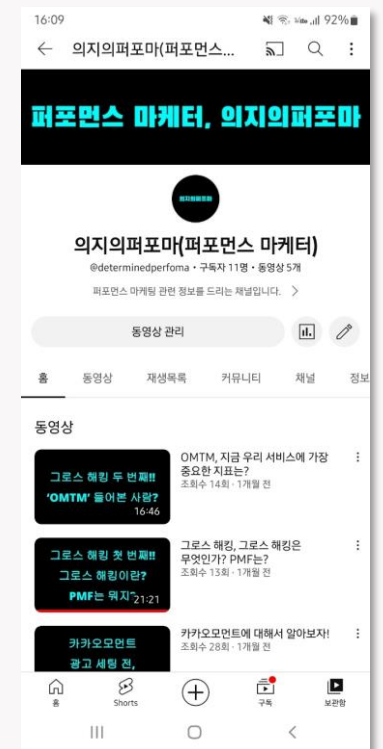 16:09
92%
의지의퍼포마(퍼포먼스...
퍼포먼스 마케터, 의지의퍼포마
의지의퍼포마(퍼포먼스 마케터)
@determinedperfoma • 구독자 11명 • 동영상 5개
퍼포먼스 마케팅 관련 정보를 드리는 채널입니다.
동영상 관리
홈 동영상 재생목록 커뮤니티 채널 정보
동영상
그로스 해킹 두 번째!!
'OMTM' 들어본 사람?
16:46
OMTM, 지금 우리 서비스에 가장
중요한 지표는?
조회수 14회 · 1개월 전
그로스 해킹 첫 번째!!
그로스 해킹이란?
PMF는 뭐지
21:21
그로스 해킹, 그로스 해킹은
무엇인가? PMF는?
조회수 13회 · 1개월 전
카카오모먼트
광고 세팅 전,
카카오모먼트에 대해서 알아보자!
조회수 28회 · 1개월 전
홈 Shorts 구독 보관함